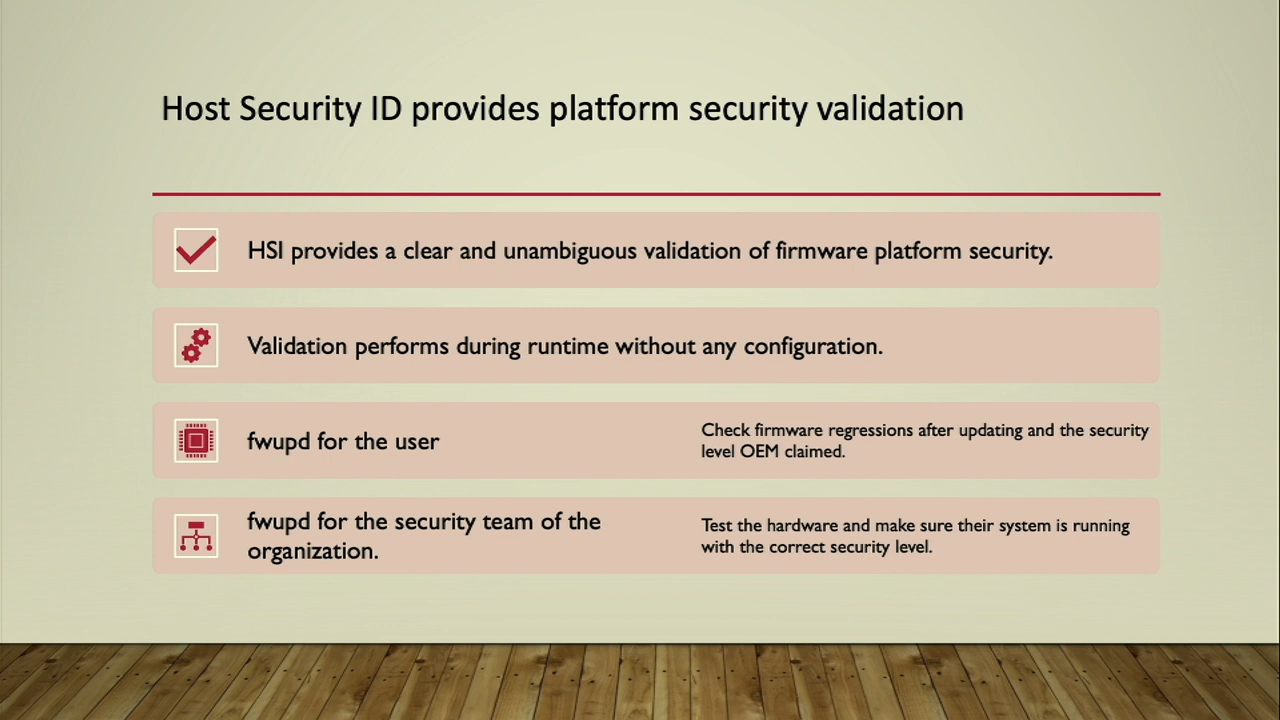 Host Security ID provides platform security validation
HSI provides a clear and unambiguous validation of firmware platform security.
Validation performs during runtime without any configuration.
fwupd for the user
Check firmware regressions after updating and the security
level OEM claimed.
fwupd for the security team of the
organization.
Test the hardware and make sure their system is running
with the correct security level.